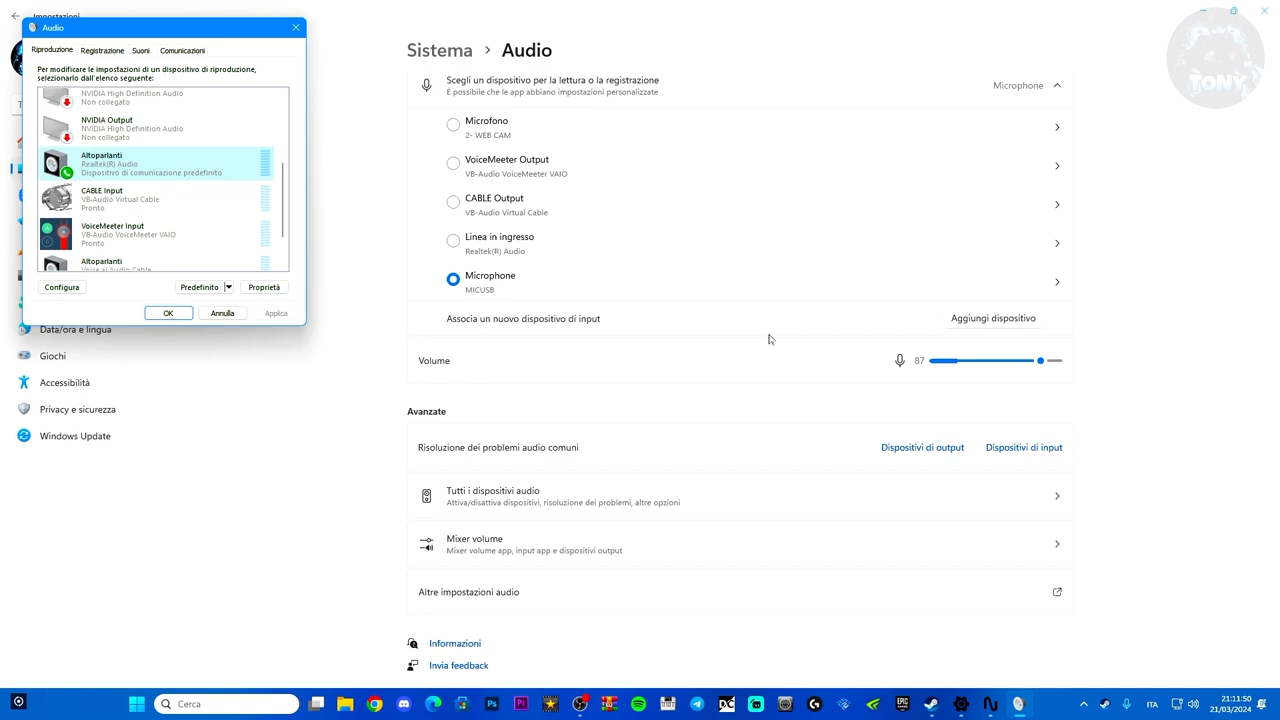 Impostazioni
Audio
Riproduzione
Registrazione
Suoni
Comunicazioni
Per modificare le impostazioni di un dispositivo di riproduzione,
selezionarlo dall'elenco seguente:
NVIDIA High Definition Audio
Non collegato
NVIDIA Output
NVIDIA High Definition Audio
Non collegato
Altoparlanti
Realtek(R) Audio
Dispositivo di comunicazione predefinito
CABLE Input
VB-Audio Virtual Cable
Pronto
VoiceMeeter Input
VB-Audio VoiceMeeter VAIO
Pronto
Altoparlanti
Voice.ai Audio Cable
Configura
Predefinito
Proprietà
OK
Annulla
Applica
Data/ora e lingua
Giochi
Accessibilità
Privacy e sicurezza
Windows Update
Sistema > Audio
TONY
Scegli un dispositivo per la lettura o la registrazione
È possibile che le app abbiano impostazioni personalizzate
Microphone
Microfono
2- WEB CAM
VoiceMeeter Output
VB-Audio VoiceMeeter VAIO
CABLE Output
VB-Audio Virtual Cable
Linea in ingresso
Realtek(R) Audio
Microphone
MICUSB
Associa un nuovo dispositivo di input
Aggiungi dispositivo
Volume
87
Avanzate
Risoluzione dei problemi audio comuni
Dispositivi di output
Dispositivi di input
Tutti i dispositivi audio
Attiva/disattiva dispositivi, risoluzione dei problemi, altre opzioni
Mixer volume
Mixer volume app, input app e dispositivi output
Altre impostazioni audio
Informazioni
Invia feedback
Cerca
ITA
21:11:50
21/03/2024